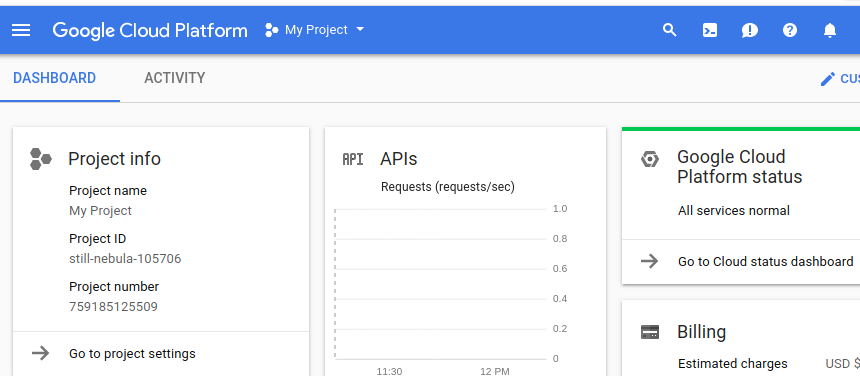 Google Cloud Platform
My Project
DASHBOARD
ACTIVITY
CUS
Project info
Project name
My Project
Project ID
still-nebula-105706
Project number
759185125509
Go to project settings
API
APIs
Requests (requests/sec)
1.0
0.8
0.6
0.4
0.2
0
11:30
12 PM
Google Cloud
Platform status
All services normal
Go to Cloud status dashboard
Billing
Estimated charges
USD $